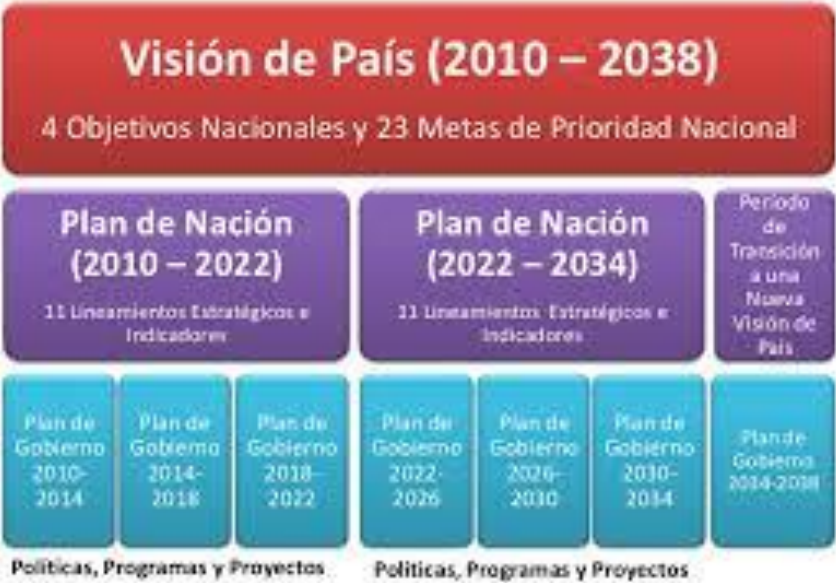 Visión de País (2010 – 2038)
4 Objetivos Nacionales y 23 Metas de Prioridad Nacional
Plan de Nación
(2010 – 2022)
11 Lineamientos Estratégicos e
Indicadores
Plan de Nación
(2022 – 2034)
11 Lineamientos Estratégicos e
Indicadores
Período
de
Transición
a una
Nueva
Visión de
País
Plan de
Gobierno
2010-
2014
Plan de
Gobierno
2014-
2018
Plan de
Gobierno
2018-
2022
Plan de
Gobierno
2022-
2026
Plan de
Gobierno
2026-
2030
Plan de
Gobierno
2030-
2034
Plan de
Gobierno
2034-2038
Políticas, Programas y Proyectos
Políticas, Programas y Proyectos